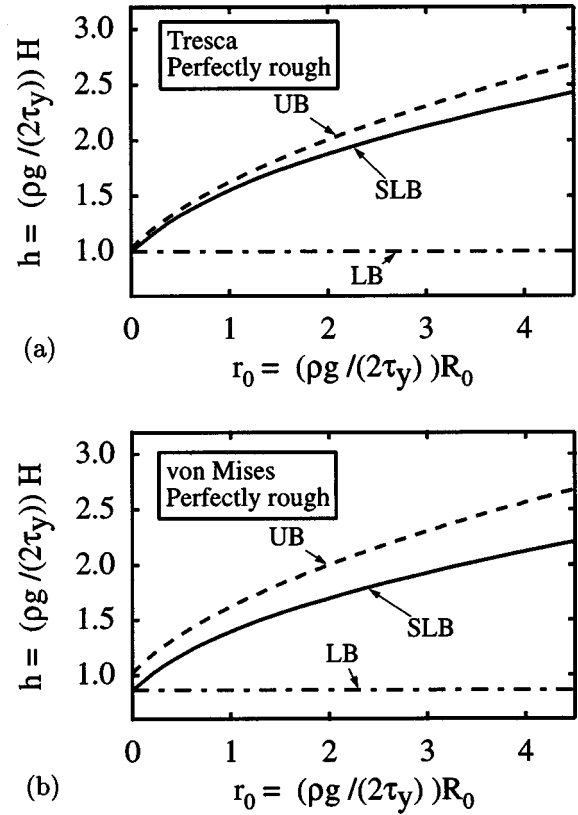 3.0
2.5
2.0
1.5
1.0
h = ((ρg /(2τy)) H
Tresca
Perfectly rough
UB
SLB
LB
0 1 2 3 4
(a) r0 = (ρg /(2τy) )R0
3.0
2.5
2.0
1.5
1.0
h = ((ρg /(2τy)) H
von Mises
Perfectly rough
UB
SLB
LB
0 1 2 3 4
(b) r0 = (ρg /(2τy) )R0